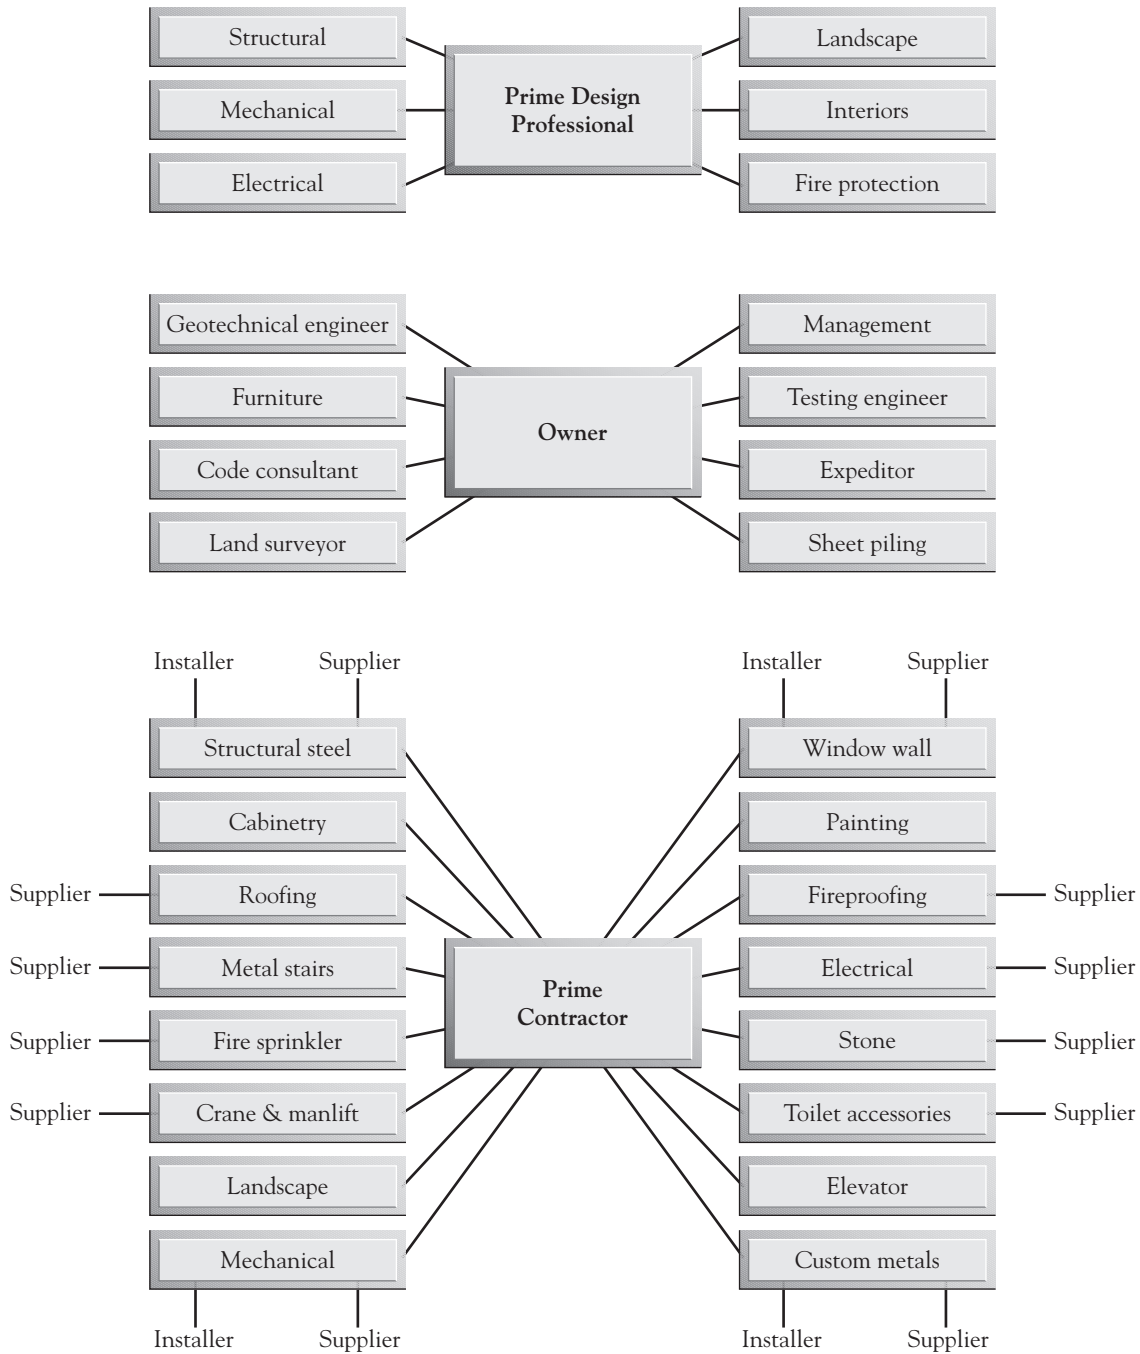 Structural
Landscape
Prime Design
Professional
Mechanical
Interiors
Electrical
Fire protection
Geotechnical engineer
Management
Furniture
Testing engineer
Owner
Code consultant
Expeditor
Land surveyor
Sheet piling
Installer Supplier
Installer Supplier
Structural steel
Window wall
Cabinetry
Painting
Supplier
Roofing
Fireproofing
Supplier
Supplier
Metal stairs
Electrical
Supplier
Prime
Contractor
Supplier
Fire sprinkler
Stone
Supplier
Supplier
Crane & manlift
Toilet accessories
Supplier
Landscape
Elevator
Mechanical
Custom metals
Installer Supplier
Installer Supplier